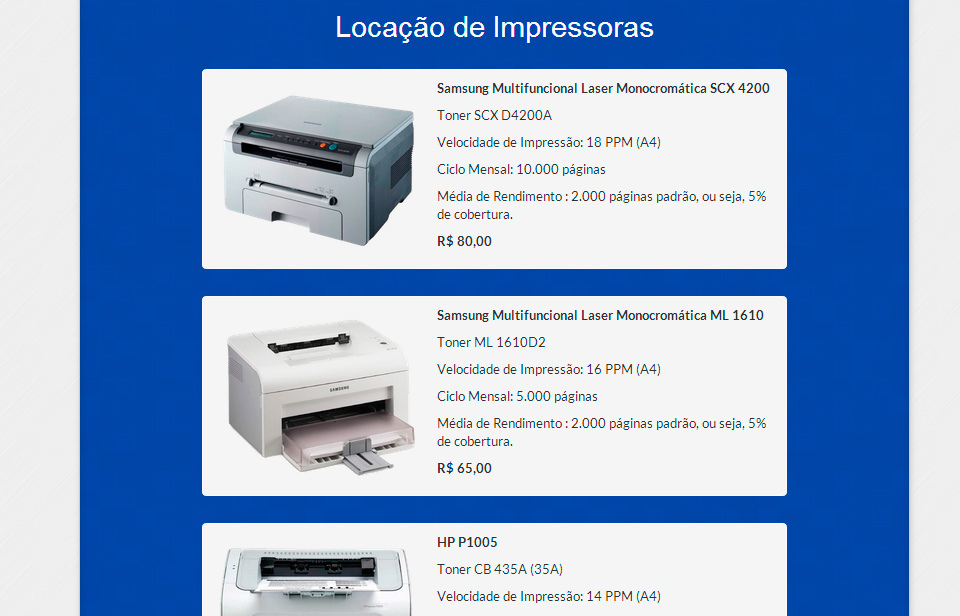 Locação de Impressoras
Samsung Multifuncional Laser Monocromática SCX 4200
Toner SCX D4200A
Velocidade de Impressão: 18 PPM (A4)
Ciclo Mensal: 10.000 páginas
Média de Rendimento : 2.000 páginas padrão, ou seja, 5%
de cobertura.
R$ 80,00
Samsung Multifuncional Laser Monocromática ML 1610
Toner ML 1610D2
Velocidade de Impressão: 16 PPM (A4)
Ciclo Mensal: 5.000 páginas
Média de Rendimento : 2.000 páginas padrão, ou seja, 5%
de cobertura.
R$ 65,00
SAMSUNG
HP P1005
Toner CB 435A (35A)
Velocidade de Impressão: 14 PPM (A4)